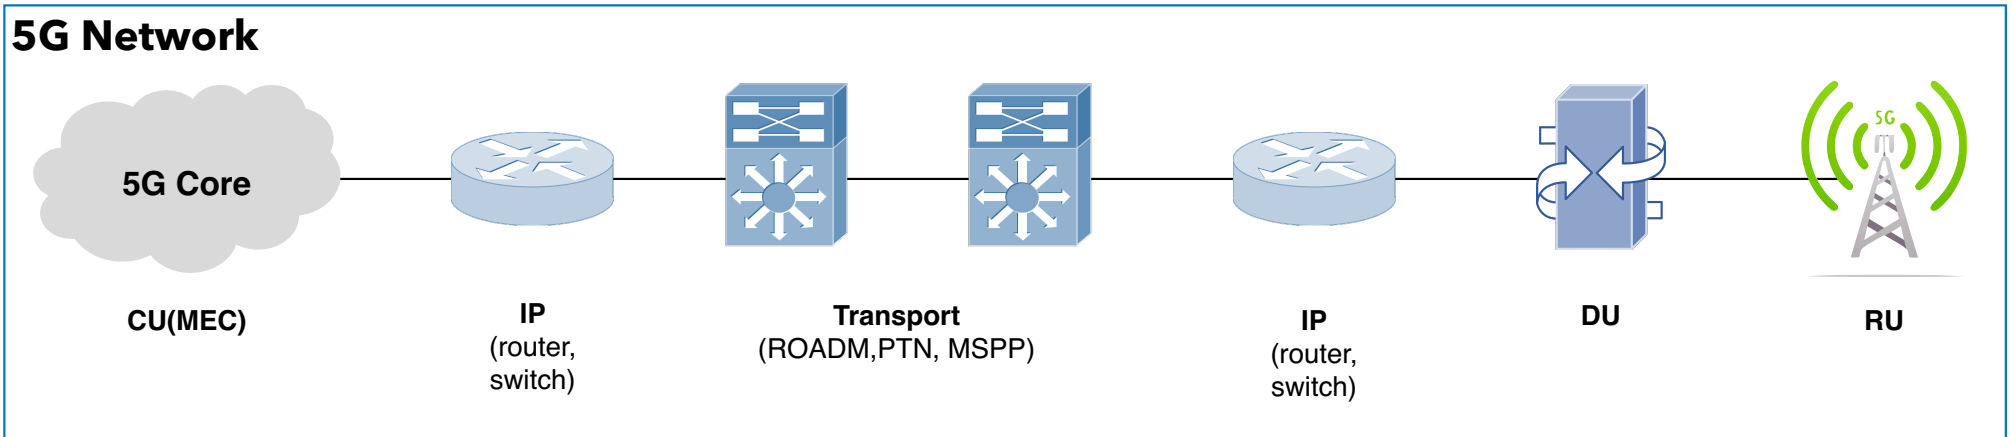 5G Network
5G Core
5G
CU(MEC)
IP
(router,
switch)
Transport
(ROADM,PTN, MSPP)
IP
(router,
switch)
DU
RU